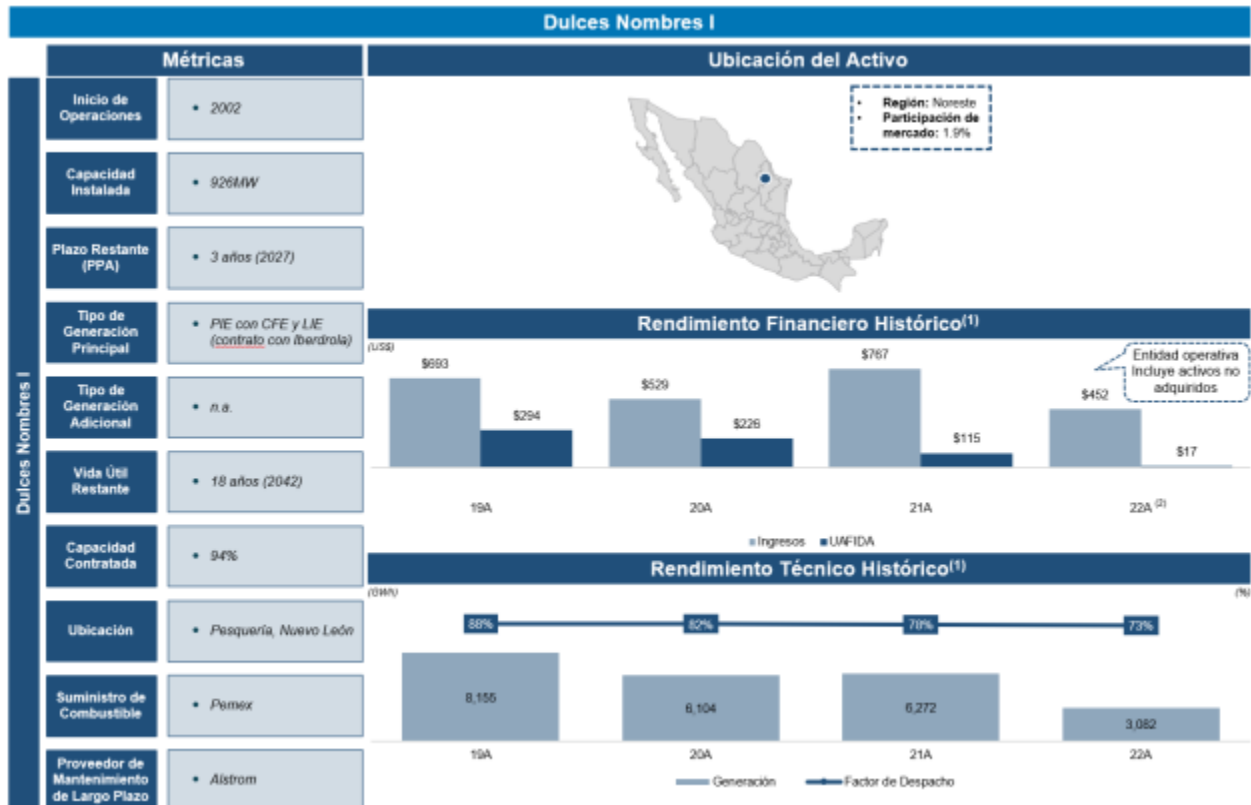 Dulces Nombres I
Métricas
Dulces Nombres I
Inicio de
Operaciones
• 2002
Capacidad
Instalada
• 926MW
Plazo Restante
(PPA)
• 3 años (2027)
Tipo de
Generación
Principal
• PIE con CFE y LIE
(contrato con Iberdrola)
Tipo de
Generación
Adicional
• n.a.
Vida Útil
Restante
• 18 años (2042)
Capacidad
Contratada
• 94%
Ubicación
• Pesquería, Nuevo León
Suministro de
Combustible
• Pemex
Proveedor de
Mantenimiento
de Largo Plazo
• Alstrom
Ubicación del Activo
• Región: Noreste
• Participación de
mercado: 1.9%
Rendimiento Financiero Histórico(1)
(US$)
Entidad operativa
Incluye activos no
adquiridos
$693
$294
$529
$226
$767
$115
$452
$17
19A
20A
21A
22A (2)
Ingresos
UAFIDA
Rendimiento Técnico Histórico(1)
(GWh)
(%)
88%
82%
78%
73%
8,155
6,104
6,272
3,082
19A
20A
21A
22A
Generación
Factor de Despacho